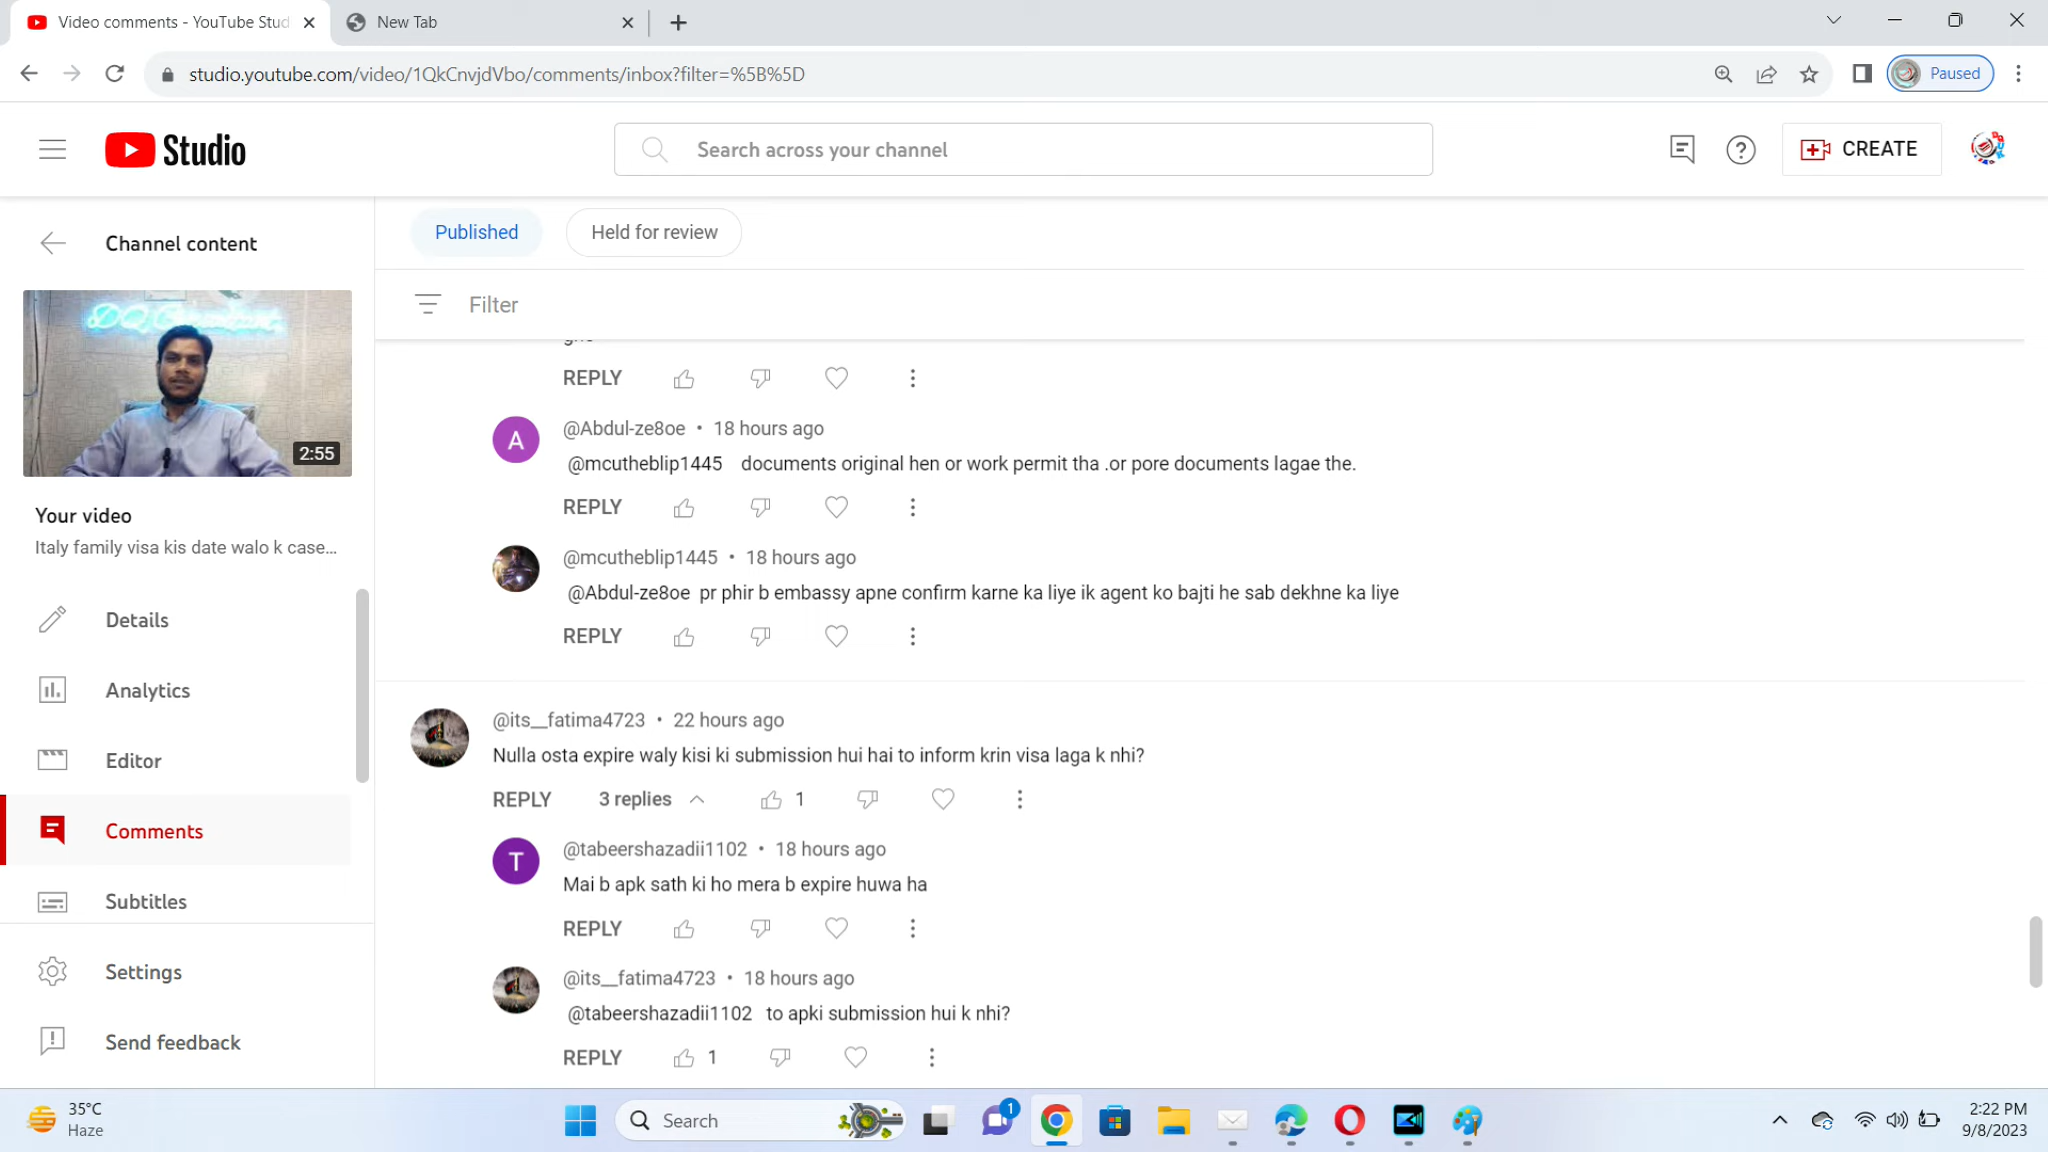 Video comments - YouTube Stud
New Tab
studio.youtube.com/video/1QkCnvjdVbo/comments/inbox?filter=%5B%5D
Paused
Studio
Search across your channel
CREATE
Channel content
2:55
Your video
Italy family visa kis date walo k case...
Details
Analytics
Editor
Comments
Subtitles
Settings
Send feedback
Published
Held for review
Filter
REPLY
A
@Abdul-ze8oe • 18 hours ago
@mcutheblip1445 documents original hen or work permit tha .or pore documents lagae the.
REPLY
@mcutheblip1445 • 18 hours ago
@Abdul-ze8oe pr phir b embassy apne confirm karne ka liye ik agent ko bajti he sab dekhne ka liye
REPLY
@its__fatima4723 • 22 hours ago
Nulla osta expire waly kisi ki submission hui hai to inform krin visa laga k nhi?
REPLY 3 replies 1
T
@tabeershazadii1102 • 18 hours ago
Mai b apk sath ki ho mera b expire huwa ha
REPLY
@its__fatima4723 • 18 hours ago
@tabeershazadii1102 to apki submission hui k nhi?
REPLY 1
35°C
Haze
Search
1
2:22 PM
9/8/2023